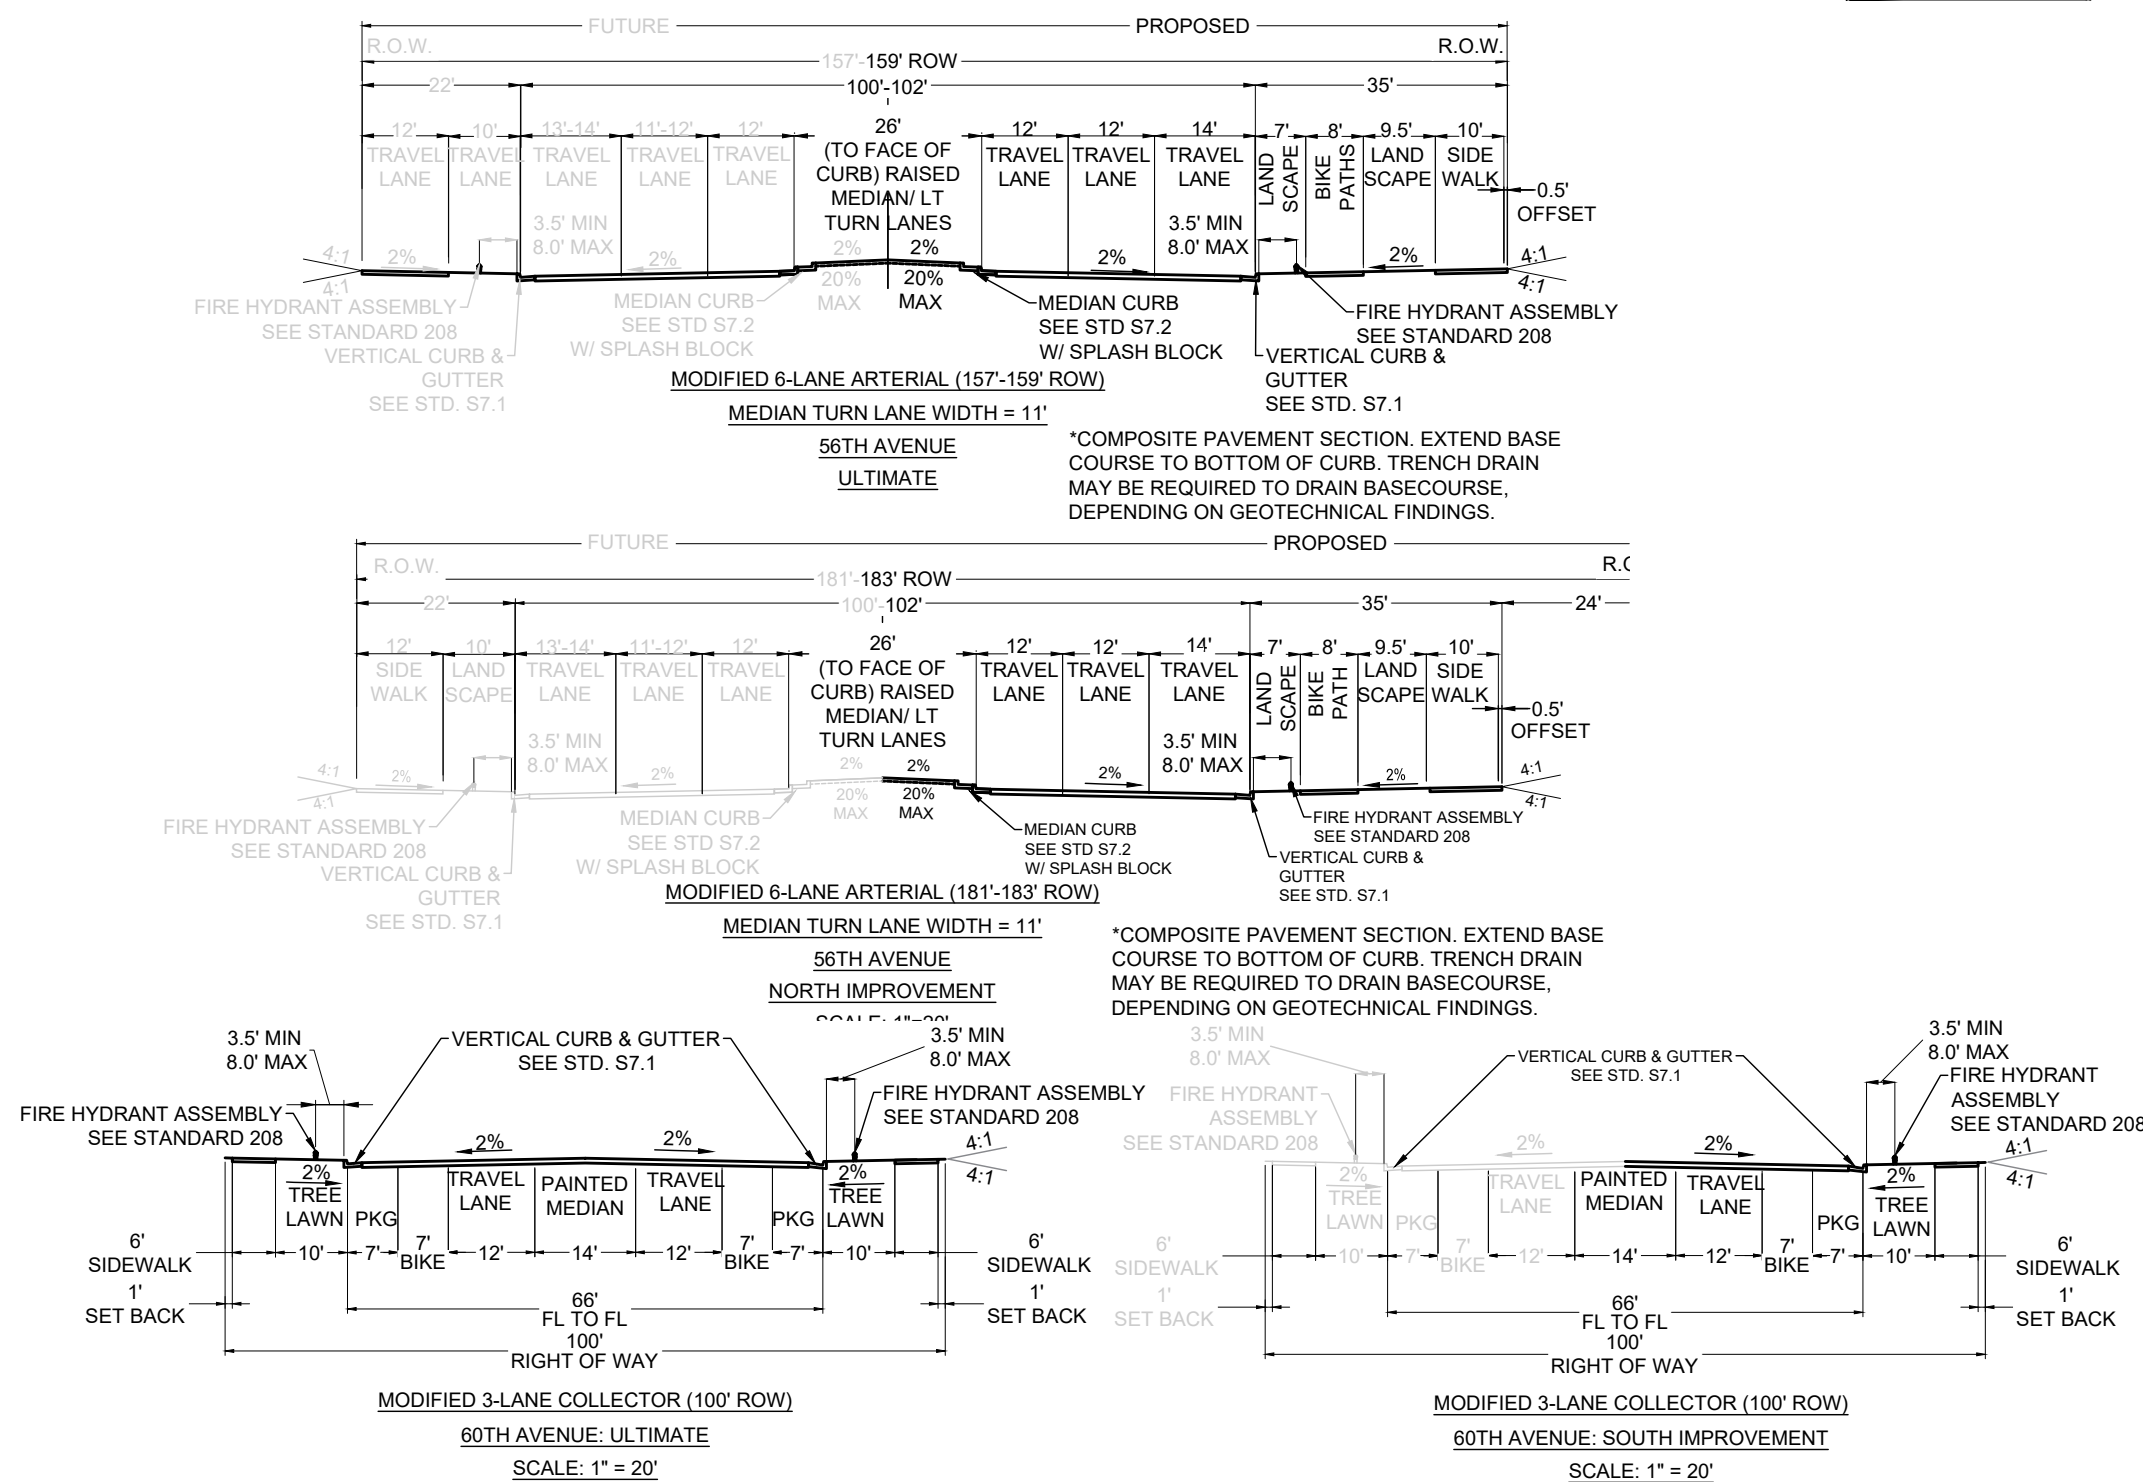 FUTURE PROPOSED
R.O.W. R.O.W.
157'-159' ROW
22' 100'-102' 35'
12' 10' 13'-14' 11'-12' 12' 26' 12' 12' 14' 7' 8' 9.5' 10'
TRAVEL LANE
TRAVEL LANE
TRAVEL LANE
TRAVEL LANE
TRAVEL LANE
(TO FACE OF
CURB) RAISED
MEDIAN/ LT
TURN LANES
TRAVEL LANE
TRAVEL LANE
TRAVEL LANE
LAND SCAPE
BIKE PATHS
LAND SCAPE
SIDE WALK
0.5'
OFFSET
3.5' MIN
8.0' MAX
3.5' MIN
8.0' MAX
4:1 2% 2% 2% 2% 2% 2% 4:1
4:1 20% 20% 4:1
MAX MAX
FIRE HYDRANT ASSEMBLY
SEE STANDARD 208
VERTICAL CURB &
GUTTER
SEE STD. S7.1
MEDIAN CURB
SEE STD S7.2
W/ SPLASH BLOCK
MEDIAN CURB
SEE STD S7.2
W/ SPLASH BLOCK
FIRE HYDRANT ASSEMBLY
SEE STANDARD 208
VERTICAL CURB &
GUTTER
SEE STD. S7.1
MODIFIED 6-LANE ARTERIAL (157'-159' ROW)
MEDIAN TURN LANE WIDTH = 11'
56TH AVENUE
ULTIMATE
*COMPOSITE PAVEMENT SECTION. EXTEND BASE
COURSE TO BOTTOM OF CURB. TRENCH DRAIN
MAY BE REQUIRED TO DRAIN BASECOURSE,
DEPENDING ON GEOTECHNICAL FINDINGS.
FUTURE PROPOSED
R.O.W.
181'-183' ROW
22' 100'-102' 35' 24'
12' 10' 13'-14' 11'-12' 12' 26' 12' 12' 14' 7' 8' 9.5' 10'
SIDE WALK
LAND SCAPE
TRAVEL LANE
TRAVEL LANE
TRAVEL LANE
(TO FACE OF
CURB) RAISED
MEDIAN/ LT
TURN LANES
TRAVEL LANE
TRAVEL LANE
TRAVEL LANE
LAND SCAPE
BIKE PATH
LAND SCAPE
SIDE WALK
0.5'
OFFSET
3.5' MIN
8.0' MAX
3.5' MIN
8.0' MAX
4:1 2% 2% 2% 2% 2% 2% 4:1
4:1 20% 20% 4:1
MAX MAX
FIRE HYDRANT ASSEMBLY
SEE STANDARD 208
VERTICAL CURB &
GUTTER
SEE STD. S7.1
MEDIAN CURB
SEE STD S7.2
W/ SPLASH BLOCK
MEDIAN CURB
SEE STD S7.2
W/ SPLASH BLOCK
FIRE HYDRANT ASSEMBLY
SEE STANDARD 208
VERTICAL CURB &
GUTTER
SEE STD. S7.1
MODIFIED 6-LANE ARTERIAL (181'-183' ROW)
MEDIAN TURN LANE WIDTH = 11'
56TH AVENUE
NORTH IMPROVEMENT
SCALE: 1"=20'
*COMPOSITE PAVEMENT SECTION. EXTEND BASE
COURSE TO BOTTOM OF CURB. TRENCH DRAIN
MAY BE REQUIRED TO DRAIN BASECOURSE,
DEPENDING ON GEOTECHNICAL FINDINGS.
3.5' MIN
8.0' MAX
VERTICAL CURB & GUTTER
SEE STD. S7.1
3.5' MIN
8.0' MAX
FIRE HYDRANT ASSEMBLY
SEE STANDARD 208
FIRE HYDRANT ASSEMBLY
SEE STANDARD 208
2% 2% 4:1
2% 2% 4:1
TREE LAWN
PKG
TRAVEL LANE
PAINTED MEDIAN
TRAVEL LANE
PKG
TREE LAWN
6'
SIDEWALK
10' 7' 7' BIKE 12' 14' 12' 7' BIKE 7' 10'
6'
SIDEWALK
1'
SET BACK
1'
SET BACK
66'
FL TO FL
100'
RIGHT OF WAY
MODIFIED 3-LANE COLLECTOR (100' ROW)
60TH AVENUE: ULTIMATE
SCALE: 1" = 20'
3.5' MIN
8.0' MAX
VERTICAL CURB & GUTTER
SEE STD. S7.1
3.5' MIN
8.0' MAX
FIRE HYDRANT
ASSEMBLY
SEE STANDARD 208
FIRE HYDRANT
ASSEMBLY
SEE STANDARD 208
2% 2% 4:1
2% 2% 4:1
TREE LAWN
PKG
TRAVEL LANE
PAINTED MEDIAN
TRAVEL LANE
PKG
TREE LAWN
6'
SIDEWALK
10' 7' 7' BIKE 12' 14' 12' 7' BIKE 7' 10'
6'
SIDEWALK
1'
SET BACK
1'
SET BACK
66'
FL TO FL
100'
RIGHT OF WAY
MODIFIED 3-LANE COLLECTOR (100' ROW)
60TH AVENUE: SOUTH IMPROVEMENT
SCALE: 1" = 20'